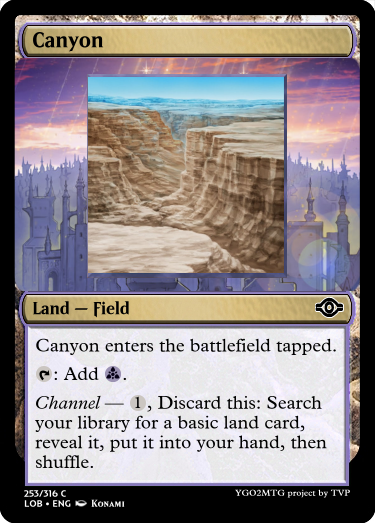 Canyon
Land — Field
Canyon enters the battlefield tapped.
: Add .
Channel — 1, Discard this: Search
your library for a basic land card,
reveal it, put it into your hand, then
shuffle.
253/316 C
YGO2MTG project by TVP
LOB • ENG Konami